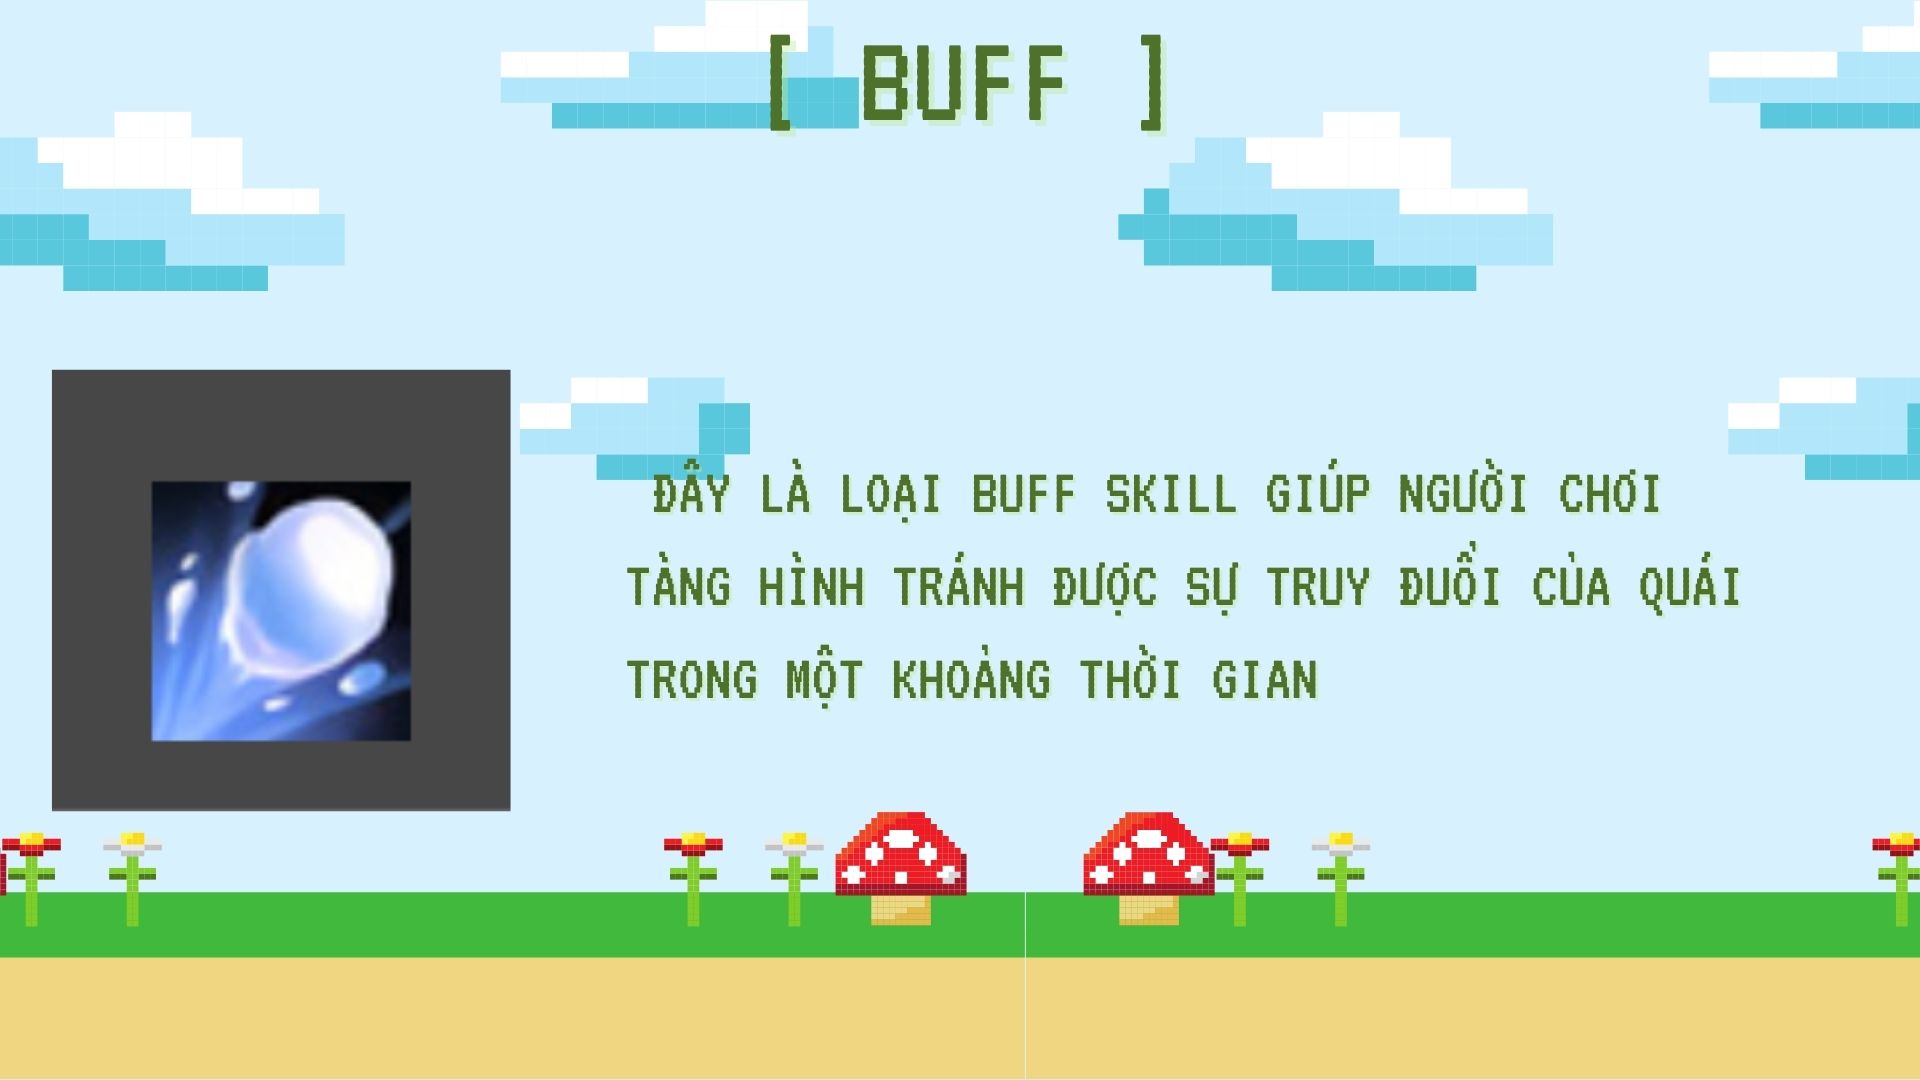 [ BUFF ]
ĐÂY LÀ LOẠI BUFF SKILL GIÚP NGƯỜI CHƠI
TÀNG HÌNH TRÁNH ĐƯỢC SỰ TRUY ĐUỔI CỦA QUÁI
TRONG MỘT KHOẢNG THỜI GIAN